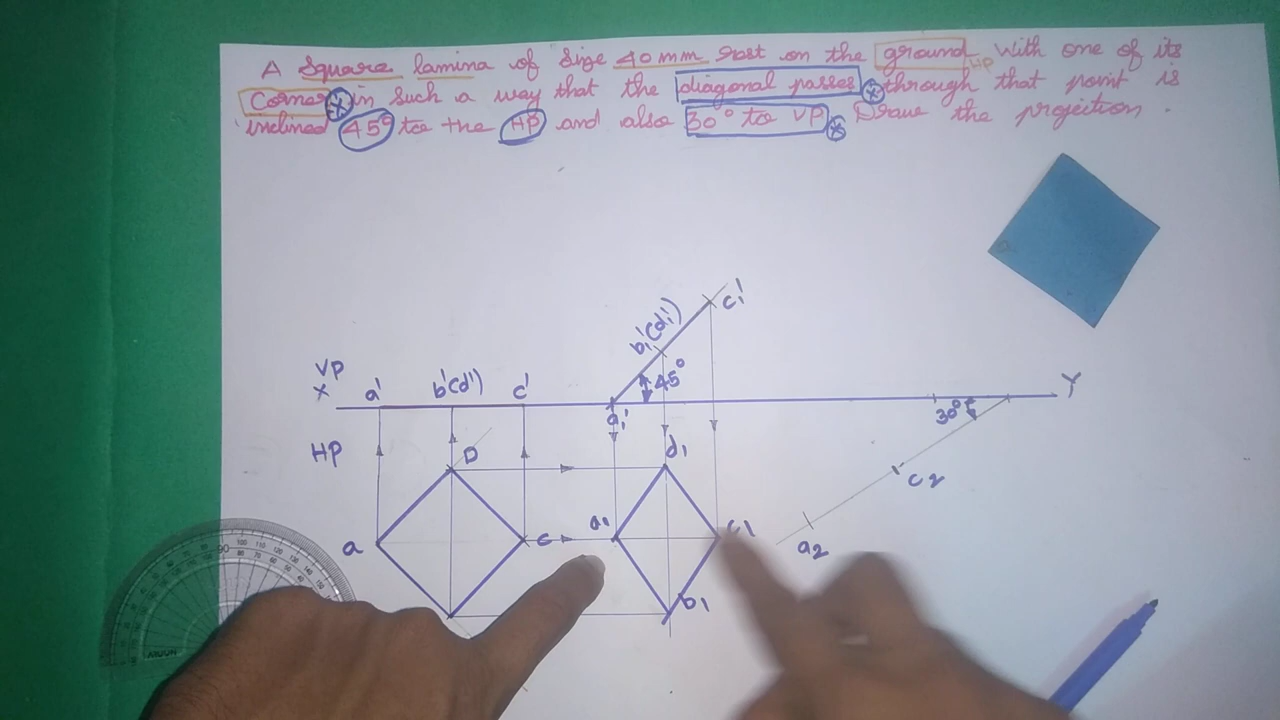 A Square lamina of Size 40mm rest on the ground HP with one of its
Corner in Such a way that the diagonal passes through that point is
inclined 45° to the HP and also 30° to VP. Draw the projection.
c1'
b1'(d1')
VP
X a' b'(d') c' 45° Y
a1' 30°
HP
D d1
c2
a c a1 c1
a2
b1